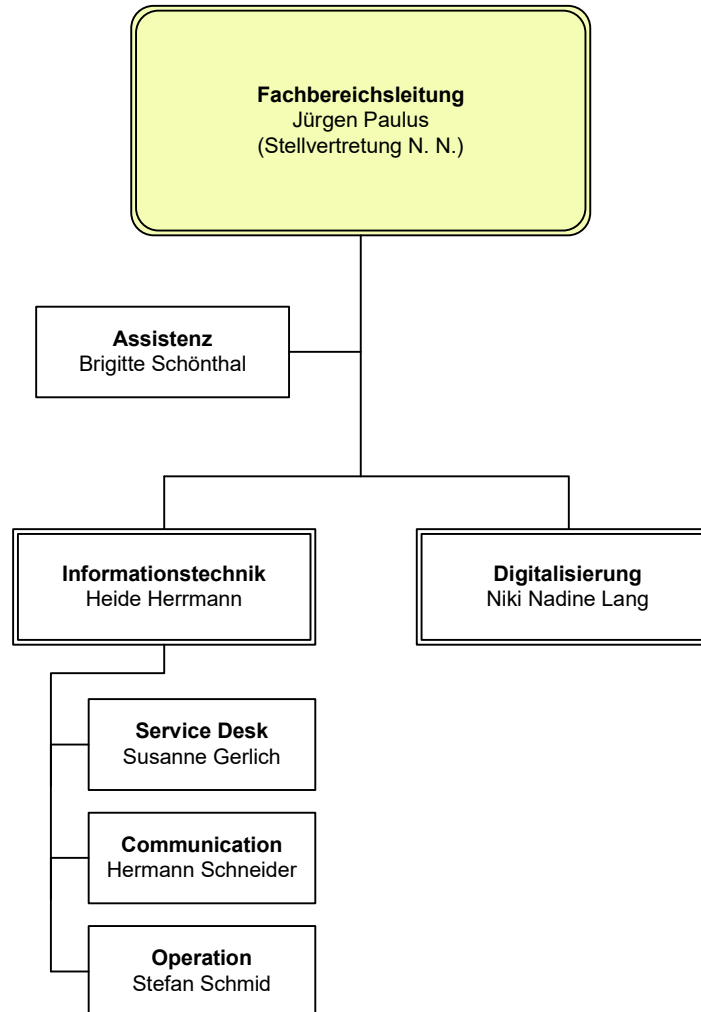 Fachbereichsleitung
Jürgen Paulus
(Stellvertretung N. N.)
Assistenz
Brigitte Schönthal
Informationstechnik
Heide Herrmann
Digitalisierung
Niki Nadine Lang
Service Desk
Susanne Gerlich
Communication
Hermann Schneider
Operation
Stefan Schmid